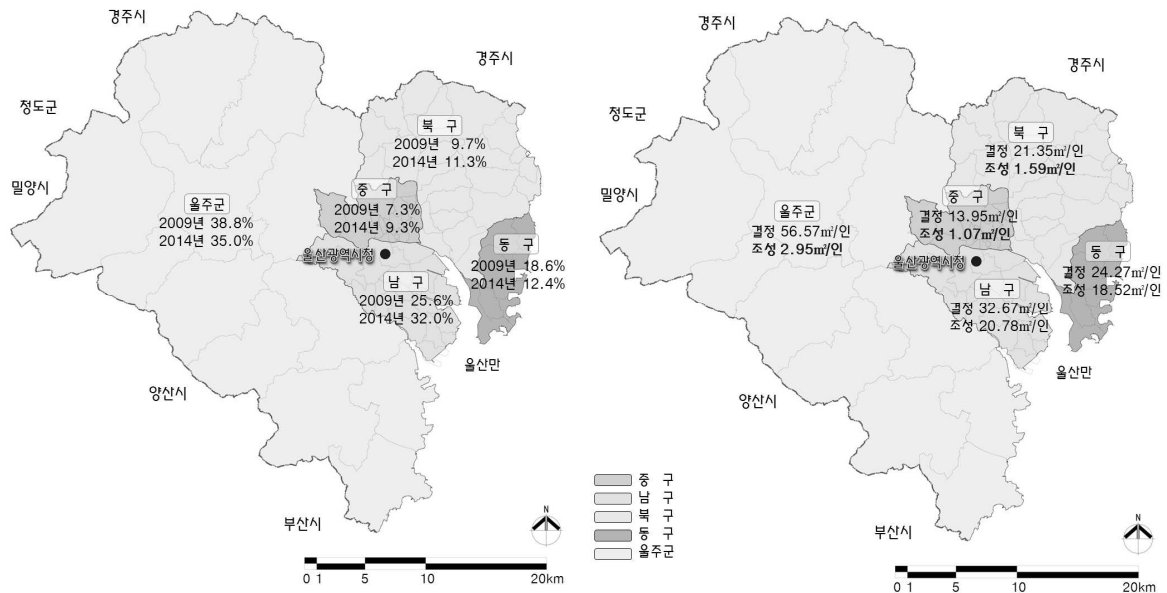 경주시
경주시
청도군
북 구
2009년 9.7%
2014년 11.3%
밀양시
중 구
2009년 7.3%
2014년 9.3%
울주군
2009년 38.8%
2014년 35.0%
동 구
2009년 18.6%
2014년 12.4%
울산광역시청
남 구
2009년 25.6%
2014년 32.0%
울산만
양산시
부산시
N
0 1 5 10 20km
중 구
남 구
북 구
동 구
울주군
경주시
경주시
청도군
북 구
결정 21.35㎡/인
조성 1.59㎡/인
밀양시
중 구
결정 13.95㎡/인
조성 1.07㎡/인
울주군
결정 56.57㎡/인
조성 2.95㎡/인
동 구
결정 24.27㎡/인
조성 18.52㎡/인
울산광역시청
남 구
결정 32.67㎡/인
조성 20.78㎡/인
울산만
양산시
부산시
N
0 1 5 10 20km